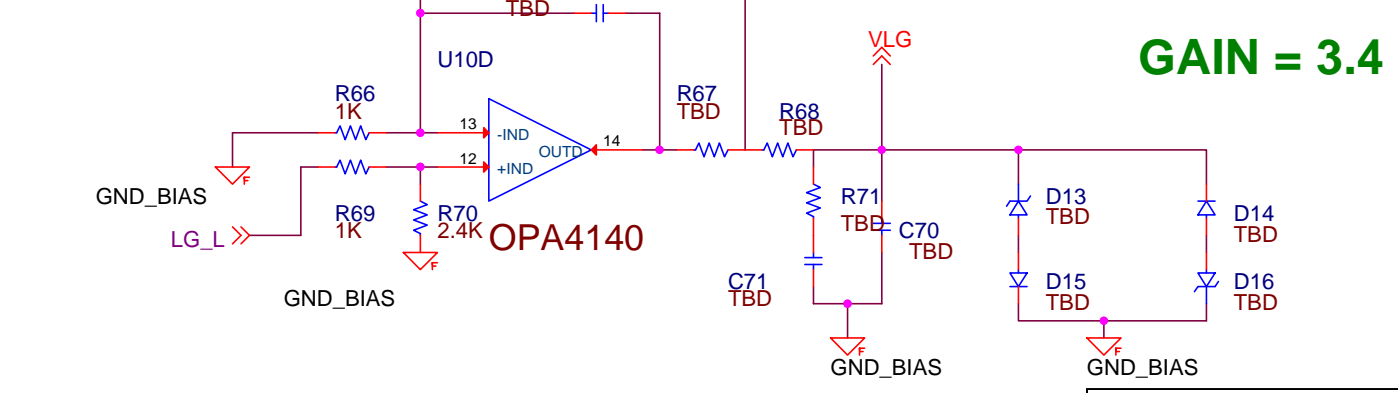 TBD
U10D
VLG
GAIN = 3.4
R66
1K
R67
TBD
R68
TBD
13
-IND
14
OUTD
12
+IND
F
GND_BIAS
R69
1K
R70
2.4K
OPA4140
LG_L
F
GND_BIAS
R71
TBD
C70
TBD
C71
TBD
F
GND_BIAS
D13
TBD
D14
TBD
D15
TBD
D16
TBD
F
GND_BIAS